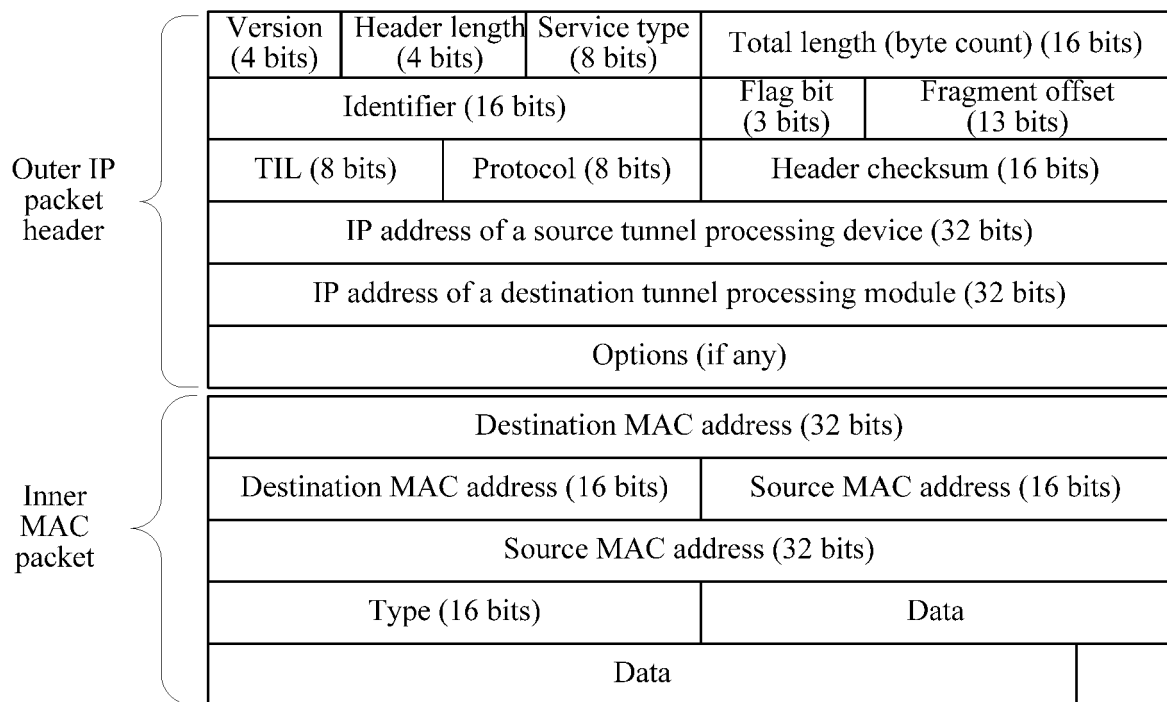 Version
(4 bits)
Header length
(4 bits)
Service type
(8 bits)
Total length (byte count) (16 bits)
Identifier (16 bits)
Flag bit
(3 bits)
Fragment offset
(13 bits)
Outer IP
packet
header
TIL (8 bits)
Protocol (8 bits)
Header checksum (16 bits)
IP address of a source tunnel processing device (32 bits)
IP address of a destination tunnel processing module (32 bits)
Options (if any)
Destination MAC address (32 bits)
Inner
MAC
packet
Destination MAC address (16 bits)
Source MAC address (16 bits)
Source MAC address (32 bits)
Type (16 bits)
Data
Data